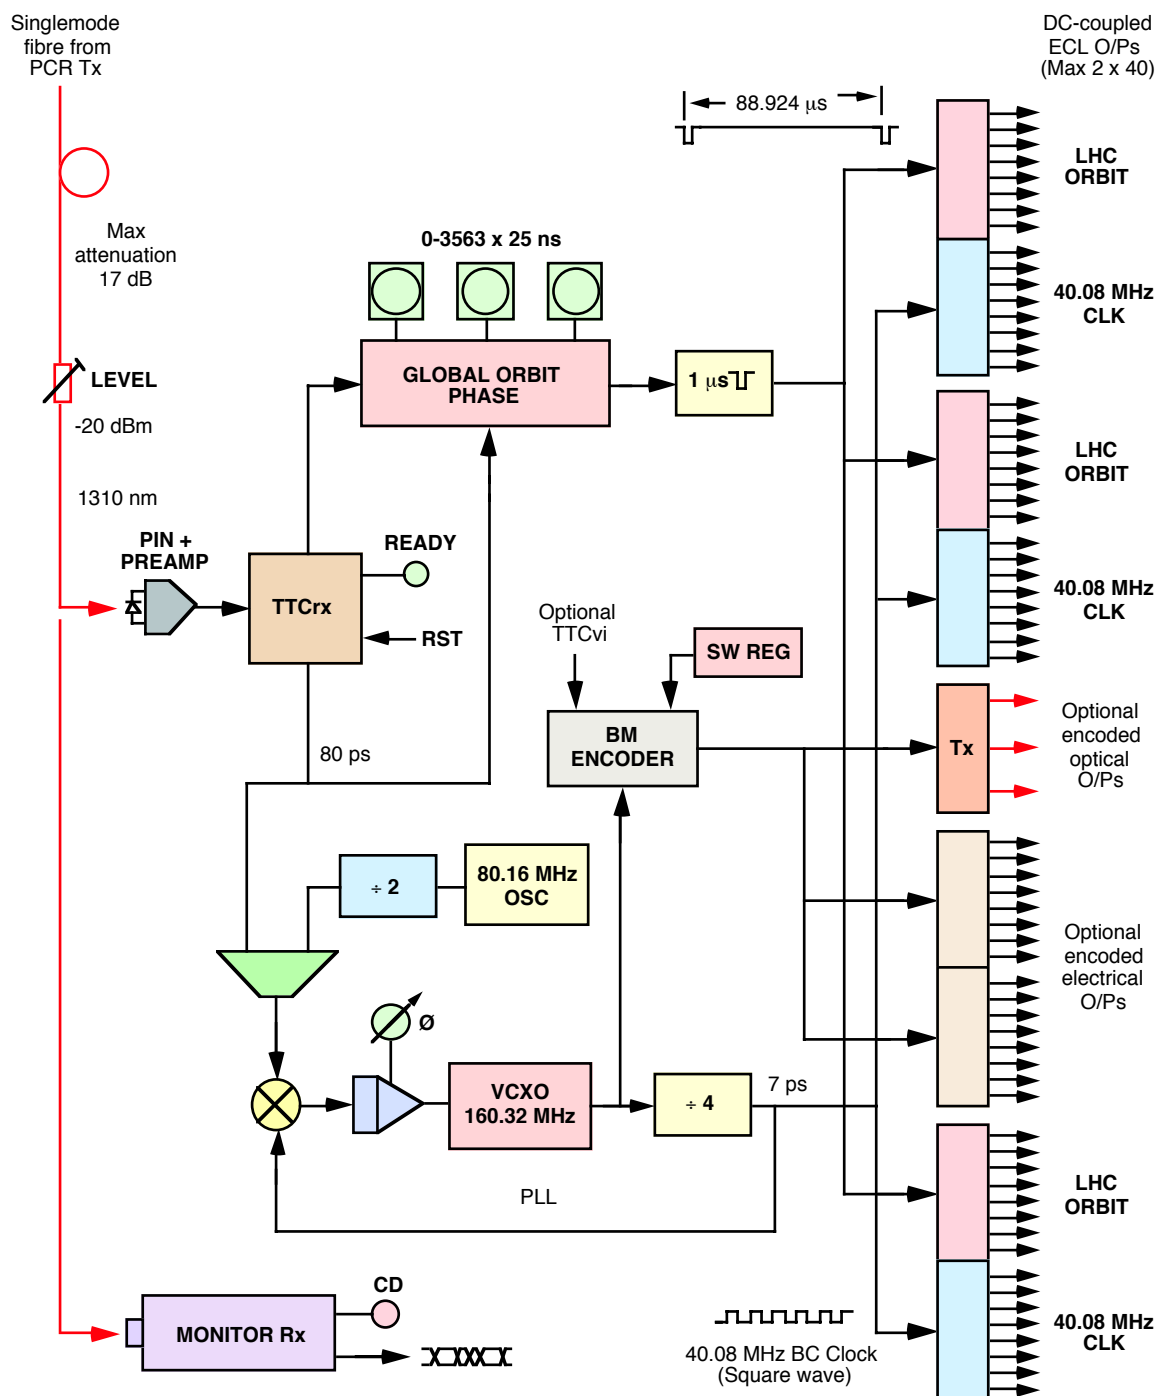 Singlemode
fibre from
PCR Tx
DC-coupled
ECL O/Ps
(Max 2 x 40)
88.924 µs
LHC
ORBIT
Max
attenuation
17 dB
0-3563 x 25 ns
40.08 MHz
CLK
LEVEL
GLOBAL ORBIT
PHASE
1 µs
-20 dBm
LHC
ORBIT
1310 nm
PIN +
PREAMP
READY
TTCrx
RST
40.08 MHz
CLK
Optional
TTCvi
SW REG
BM
ENCODER
Tx
Optional
encoded
optical
O/Ps
80 ps
÷ 2
80.16 MHz
OSC
Optional
encoded
electrical
O/Ps
Ø
VCXO
160.32 MHz
÷ 4
7 ps
PLL
LHC
ORBIT
CD
MONITOR Rx
40.08 MHz BC Clock
(Square wave)
40.08 MHz
CLK